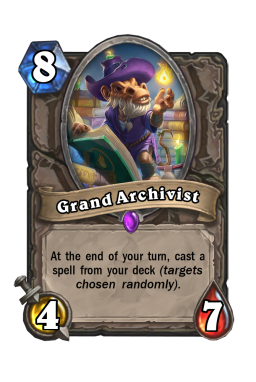 8
Grand Archivist
At the end of your turn, cast a
spell from your deck (targets
chosen randomly).
4
7